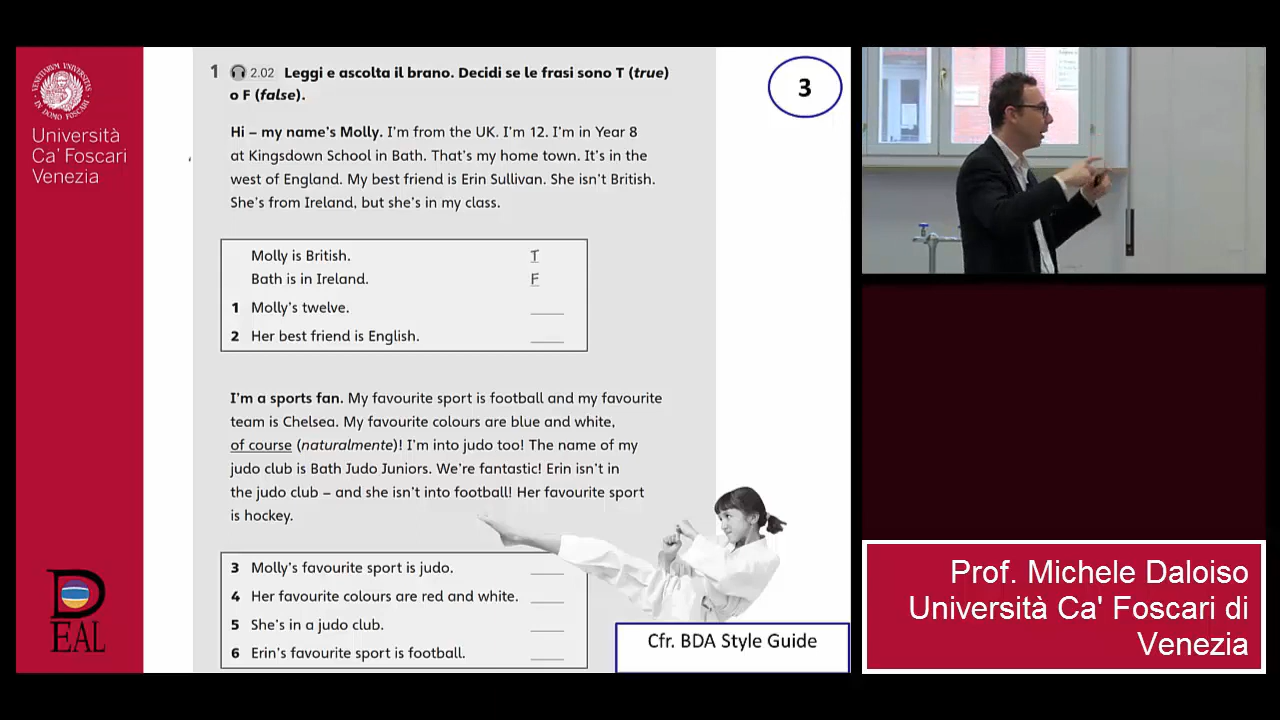 Università
Ca' Foscari
Venezia
DEAL
1 2.02 Leggi e ascolta il brano. Decidi se le frasi sono T (true)
o F (false).
3
Hi – my name's Molly. I'm from the UK. I'm 12. I'm in Year 8
at Kingsdown School in Bath. That's my home town. It's in the
west of England. My best friend is Erin Sullivan. She isn't British.
She's from Ireland, but she's in my class.
Molly is British. T
Bath is in Ireland. F
1 Molly's twelve. ____
2 Her best friend is English. ____
I'm a sports fan. My favourite sport is football and my favourite
team is Chelsea. My favourite colours are blue and white,
of course (naturalmente)! I'm into judo too! The name of my
judo club is Bath Judo Juniors. We're fantastic! Erin isn't in
the judo club – and she isn't into football! Her favourite sport
is hockey.
3 Molly's favourite sport is judo. ____
4 Her favourite colours are red and white. ____
5 She's in a judo club. ____
6 Erin's favourite sport is football. ____
Cfr. BDA Style Guide
Prof. Michele Daloiso
Università Ca' Foscari di
Venezia